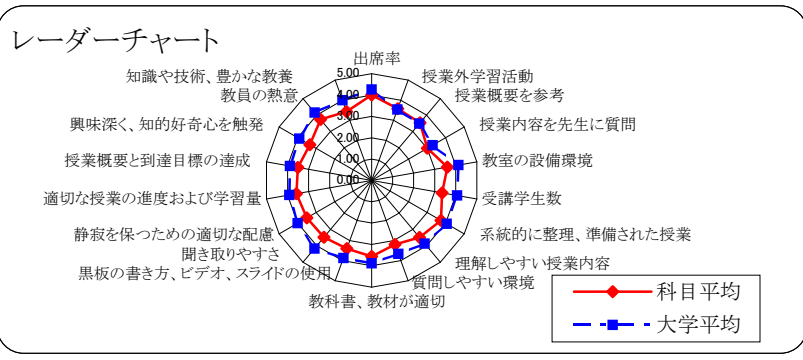 レーダーチャート
出席率
授業外学習活動
授業概要を参考
授業内容を先生に質問
教室の設備環境
受講学生数
系統的に整理、準備された授業
理解しやすい授業内容
質問しやすい環境
教科書、教材が適切
黒板の書き方、ビデオ、スライドの使用
聞き取りやすさ
静寂を保つための適切な配慮
適切な授業の進度および学習量
授業概要と到達目標の達成
興味深く、知的好奇心を触発
教員の熱意
知識や技術、豊かな教養
5.00
4.00
3.00
2.00
1.00
0.00
科目平均
大学平均